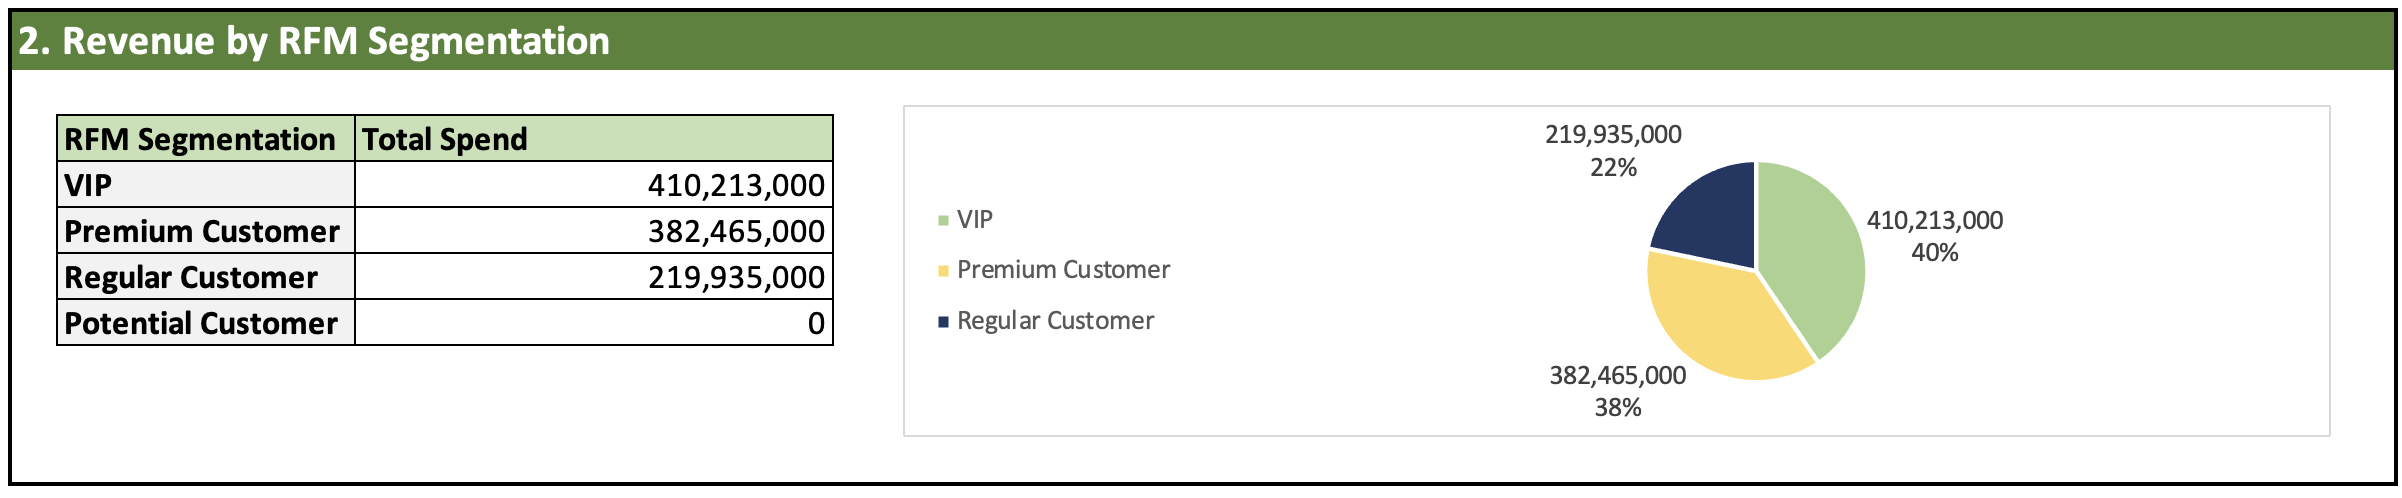 2. Revenue by RFM Segmentation
RFM Segmentation Total Spend
VIP 410,213,000
Premium Customer 382,465,000
Regular Customer 219,935,000
Potential Customer 0
VIP
Premium Customer
Regular Customer
219,935,000
22%
410,213,000
40%
382,465,000
38%